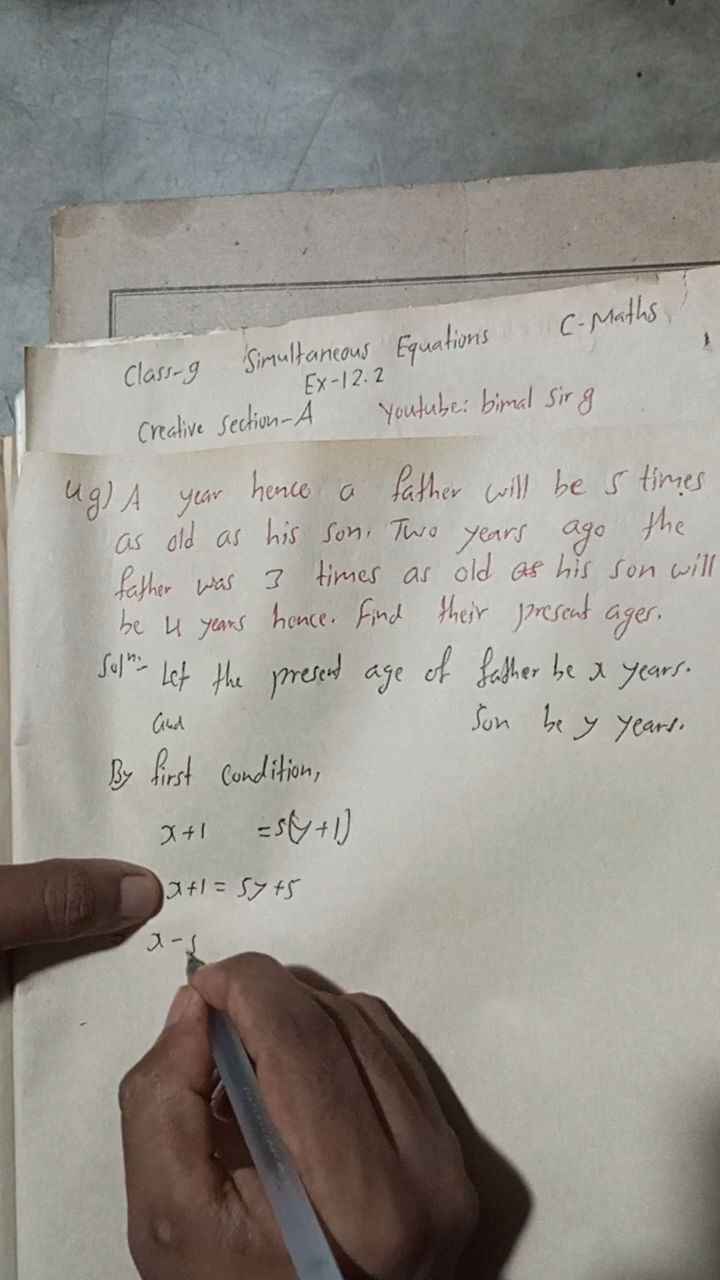 Class-9 Simultaneous Equations C-Maths
Ex-12.2
Creative section-A Youtube: bimal sir g
4g) A year hence a father will be 5 times
as old as his son. Two years ago the
father was 3 times as old as his son will
be 4 years hence. Find their present ages.
Solⁿ:- Let the present age of father be x years.
and son be y years.
By first condition,
x+1 =5(y+1)
x+1 = 5y+5
x-5